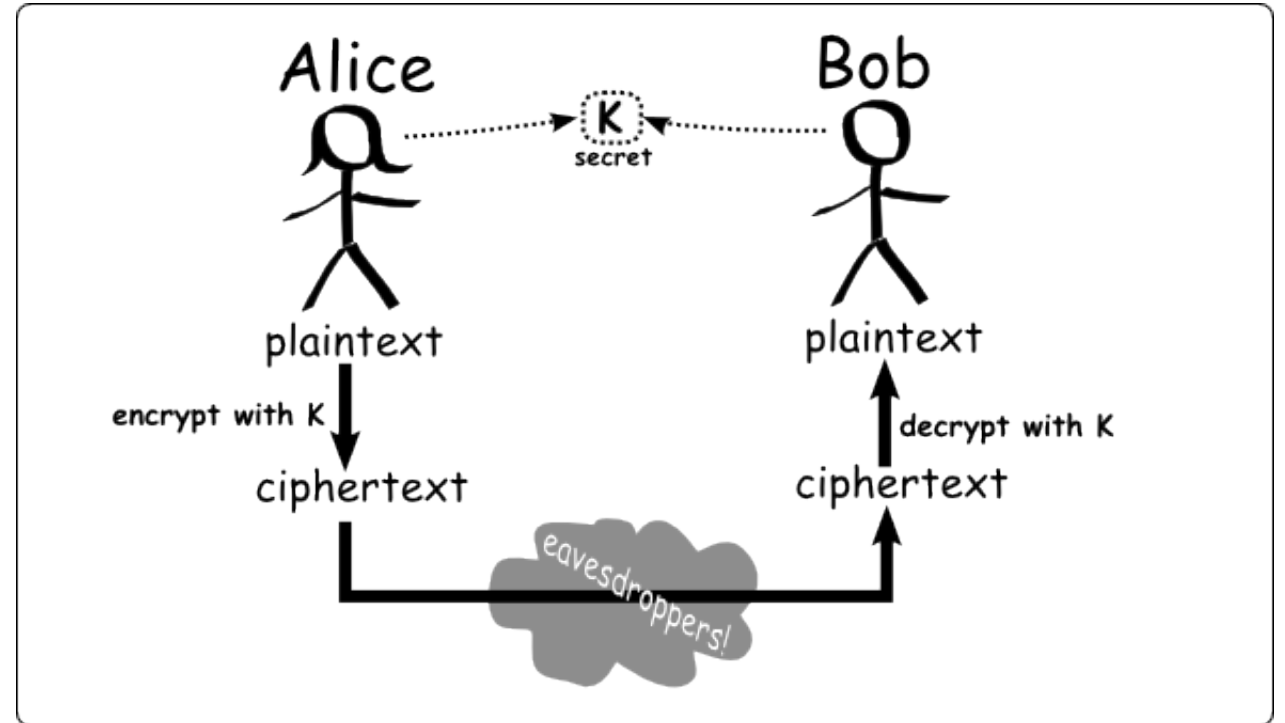 Alice
Bob
K
secret
plaintext
plaintext
encrypt with K
decrypt with K
ciphertext
ciphertext
eavesdroppers!